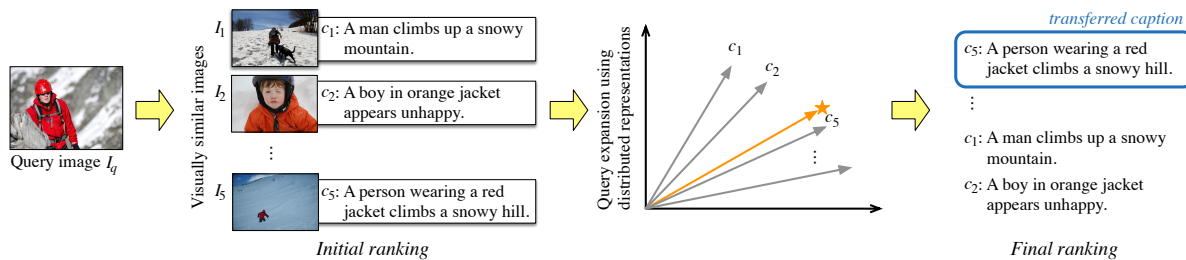 Query image I_q
Visually similar images
I_1
c_1: A man climbs up a snowy
mountain.
I_2
c_2: A boy in orange jacket
appears unhappy.
⋮
I_5
c_5: A person wearing a red
jacket climbs a snowy hill.
Initial ranking
Query expansion using
distributed representations
c_1
c_2
c_5
⋮
transferred caption
c_5: A person wearing a red
jacket climbs a snowy hill.
⋮
c_1: A man climbs up a snowy
mountain.
c_2: A boy in orange jacket
appears unhappy.
Final ranking